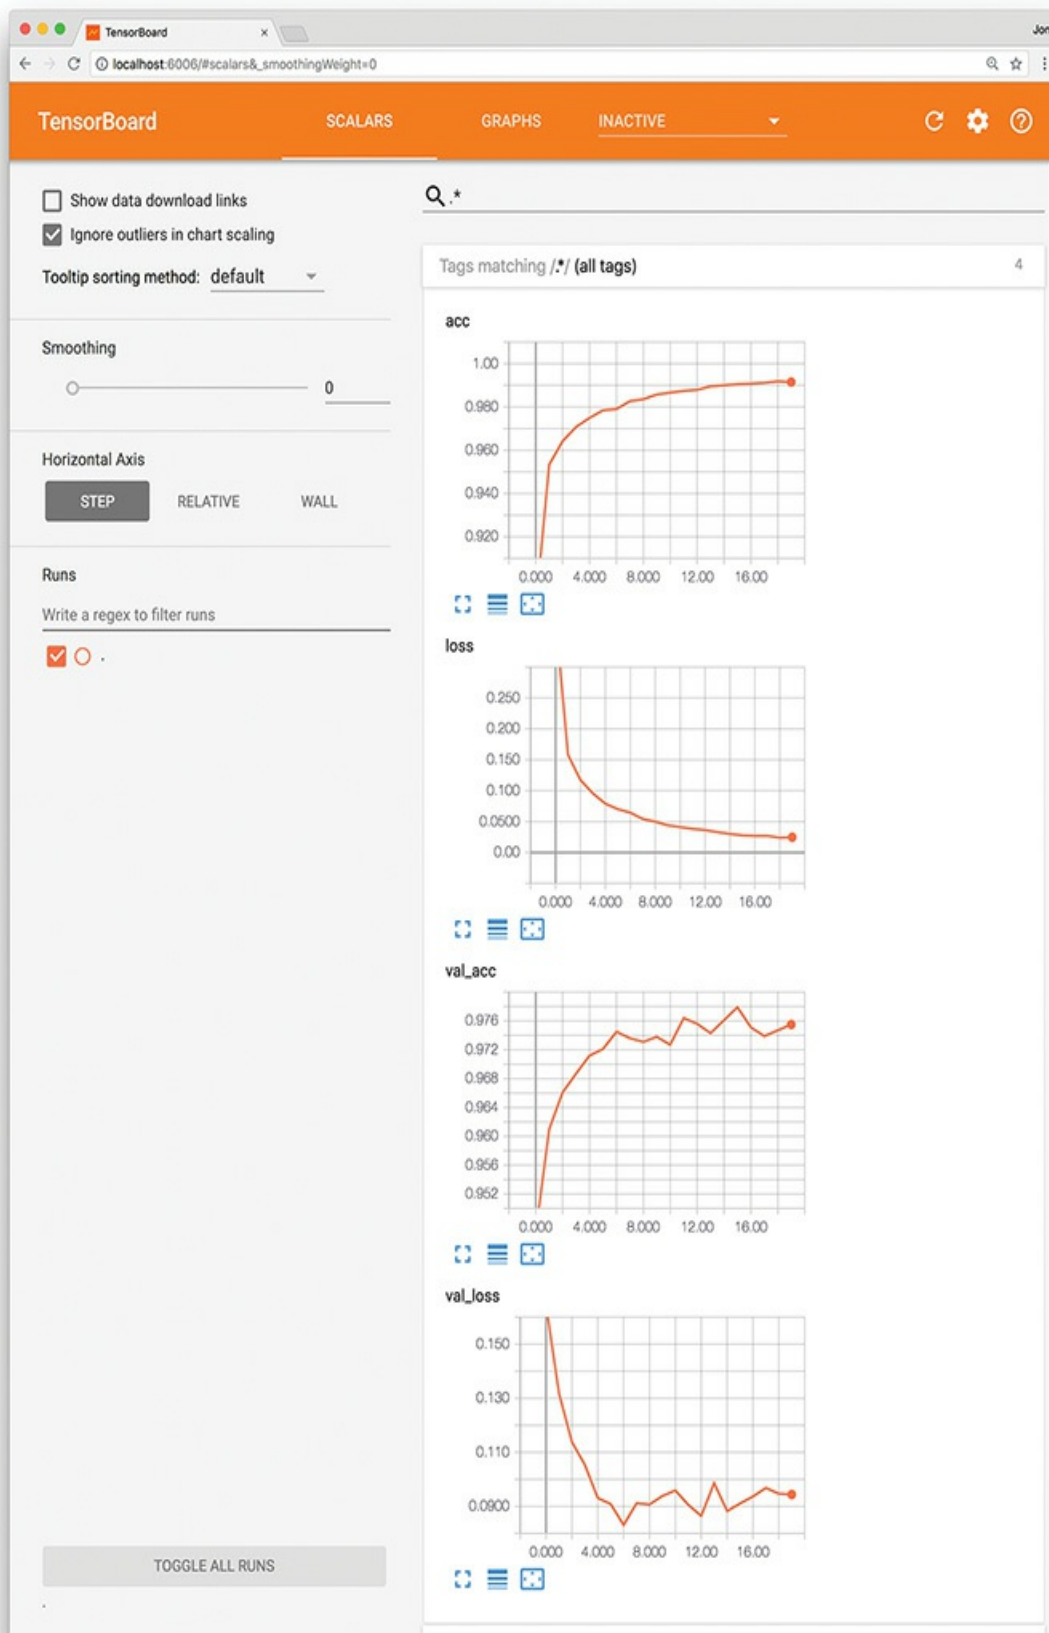 TensorBoard
Jon
localhost:6006/#scalars&_smoothingWeight=0
TensorBoard
SCALARS
GRAPHS
INACTIVE
Show data download links
Ignore outliers in chart scaling
Tooltip sorting method: default
Smoothing
0
Horizontal Axis
STEP
RELATIVE
WALL
Runs
Write a regex to filter runs
.
TOGGLE ALL RUNS
.
.*
Tags matching /.*/ (all tags)
4
acc
1.00
0.980
0.960
0.940
0.920
0.000 4.000 8.000 12.00 16.00
loss
0.250
0.200
0.150
0.100
0.0500
0.00
0.000 4.000 8.000 12.00 16.00
val_acc
0.976
0.972
0.968
0.964
0.960
0.956
0.952
0.000 4.000 8.000 12.00 16.00
val_loss
0.150
0.130
0.110
0.0900
0.000 4.000 8.000 12.00 16.00